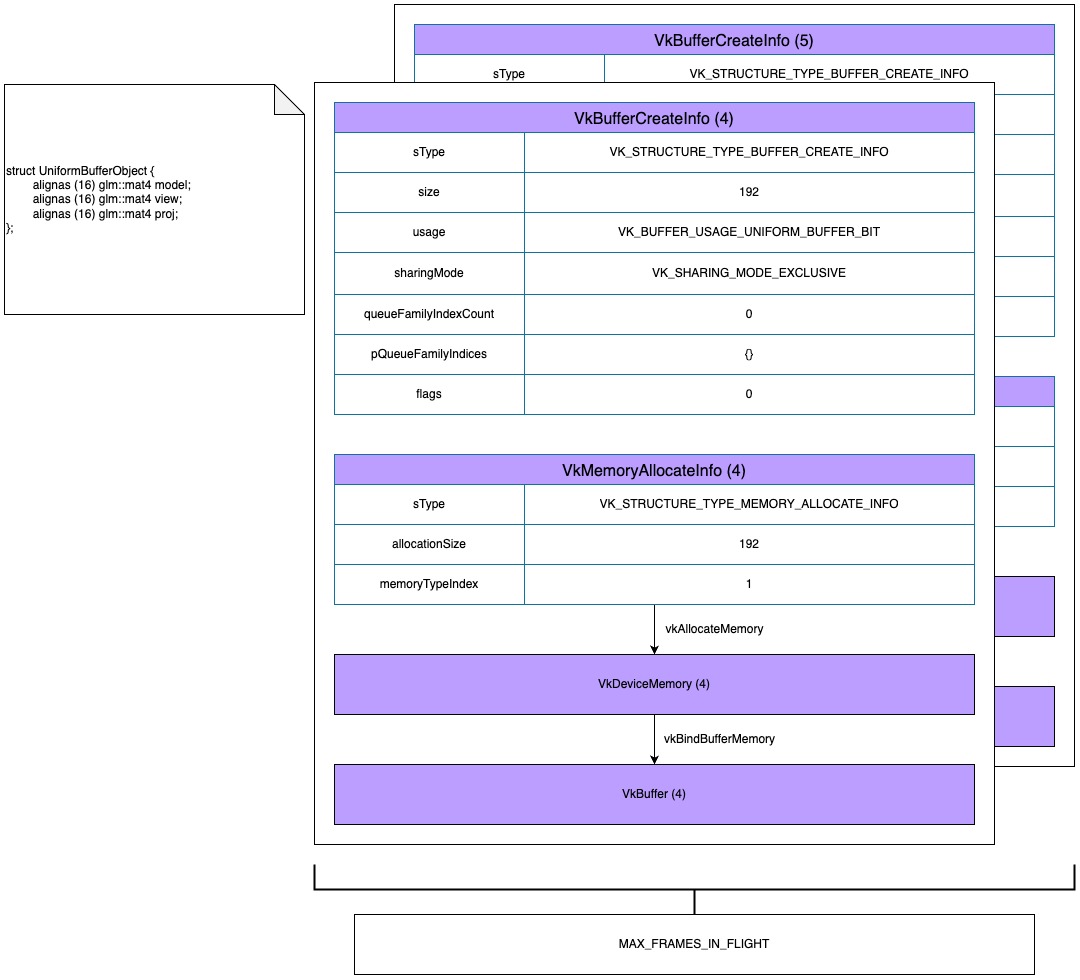 VkBufferCreateInfo (5)
sType VK_STRUCTURE_TYPE_BUFFER_CREATE_INFO
struct UniformBufferObject {
alignas (16) glm::mat4 model;
alignas (16) glm::mat4 view;
alignas (16) glm::mat4 proj;
};
VkBufferCreateInfo (4)
sType VK_STRUCTURE_TYPE_BUFFER_CREATE_INFO
size 192
usage VK_BUFFER_USAGE_UNIFORM_BUFFER_BIT
sharingMode VK_SHARING_MODE_EXCLUSIVE
queueFamilyIndexCount 0
pQueueFamilyIndices {}
flags 0
VkMemoryAllocateInfo (4)
sType VK_STRUCTURE_TYPE_MEMORY_ALLOCATE_INFO
allocationSize 192
memoryTypeIndex 1
vkAllocateMemory
VkDeviceMemory (4)
vkBindBufferMemory
VkBuffer (4)
MAX_FRAMES_IN_FLIGHT